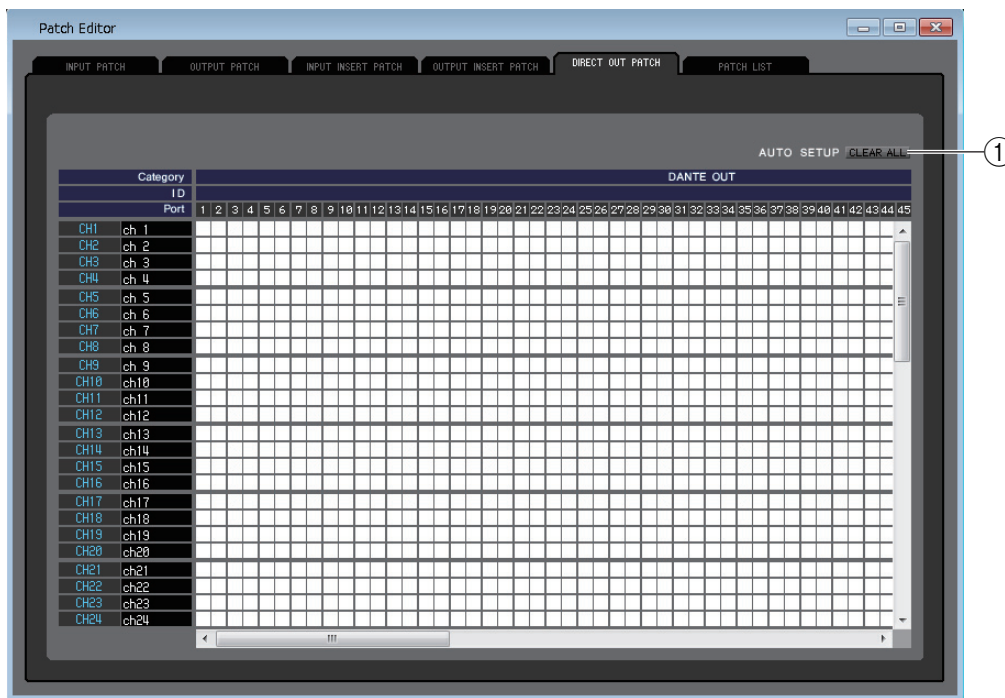 Patch Editor
INPUT PATCH OUTPUT PATCH INPUT INSERT PATCH OUTPUT INSERT PATCH DIRECT OUT PATCH PATCH LIST
AUTO SETUP CLEAR ALL
①
Category DANTE OUT
ID
Port 1 2 3 4 5 6 7 8 9 10 11 12 13 14 15 16 17 18 19 20 21 22 23 24 25 26 27 28 29 30 31 32 33 34 35 36 37 38 39 40 41 42 43 44 45
CH1 ch 1
CH2 ch 2
CH3 ch 3
CH4 ch 4
CH5 ch 5
CH6 ch 6
CH7 ch 7
CH8 ch 8
CH9 ch 9
CH10 ch10
CH11 ch11
CH12 ch12
CH13 ch13
CH14 ch14
CH15 ch15
CH16 ch16
CH17 ch17
CH18 ch18
CH19 ch19
CH20 ch20
CH21 ch21
CH22 ch22
CH23 ch23
CH24 ch24